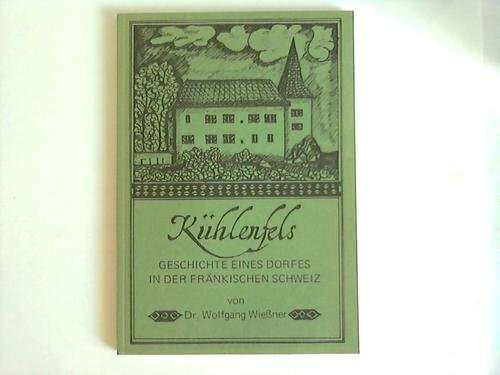 Kühlenfels
GESCHICHTE EINES DORFES
IN DER FRÄNKISCHEN SCHWEIZ
von
Dr. Wolfgang Wießner